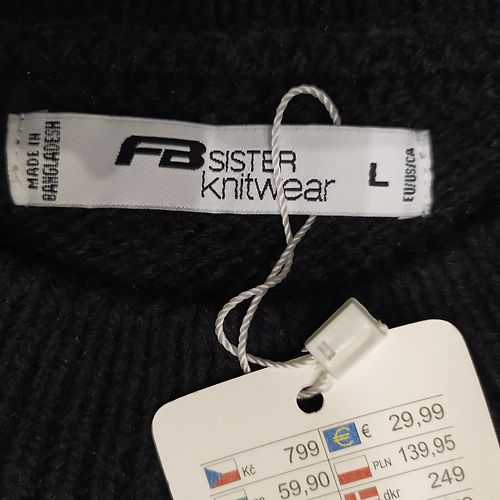 MADE IN
BANGLADESH
FB SISTER
knitwear
L
EU/US/CA
Kč 799
€ € 29,99
59,90
PLN 139,95
dkr 249